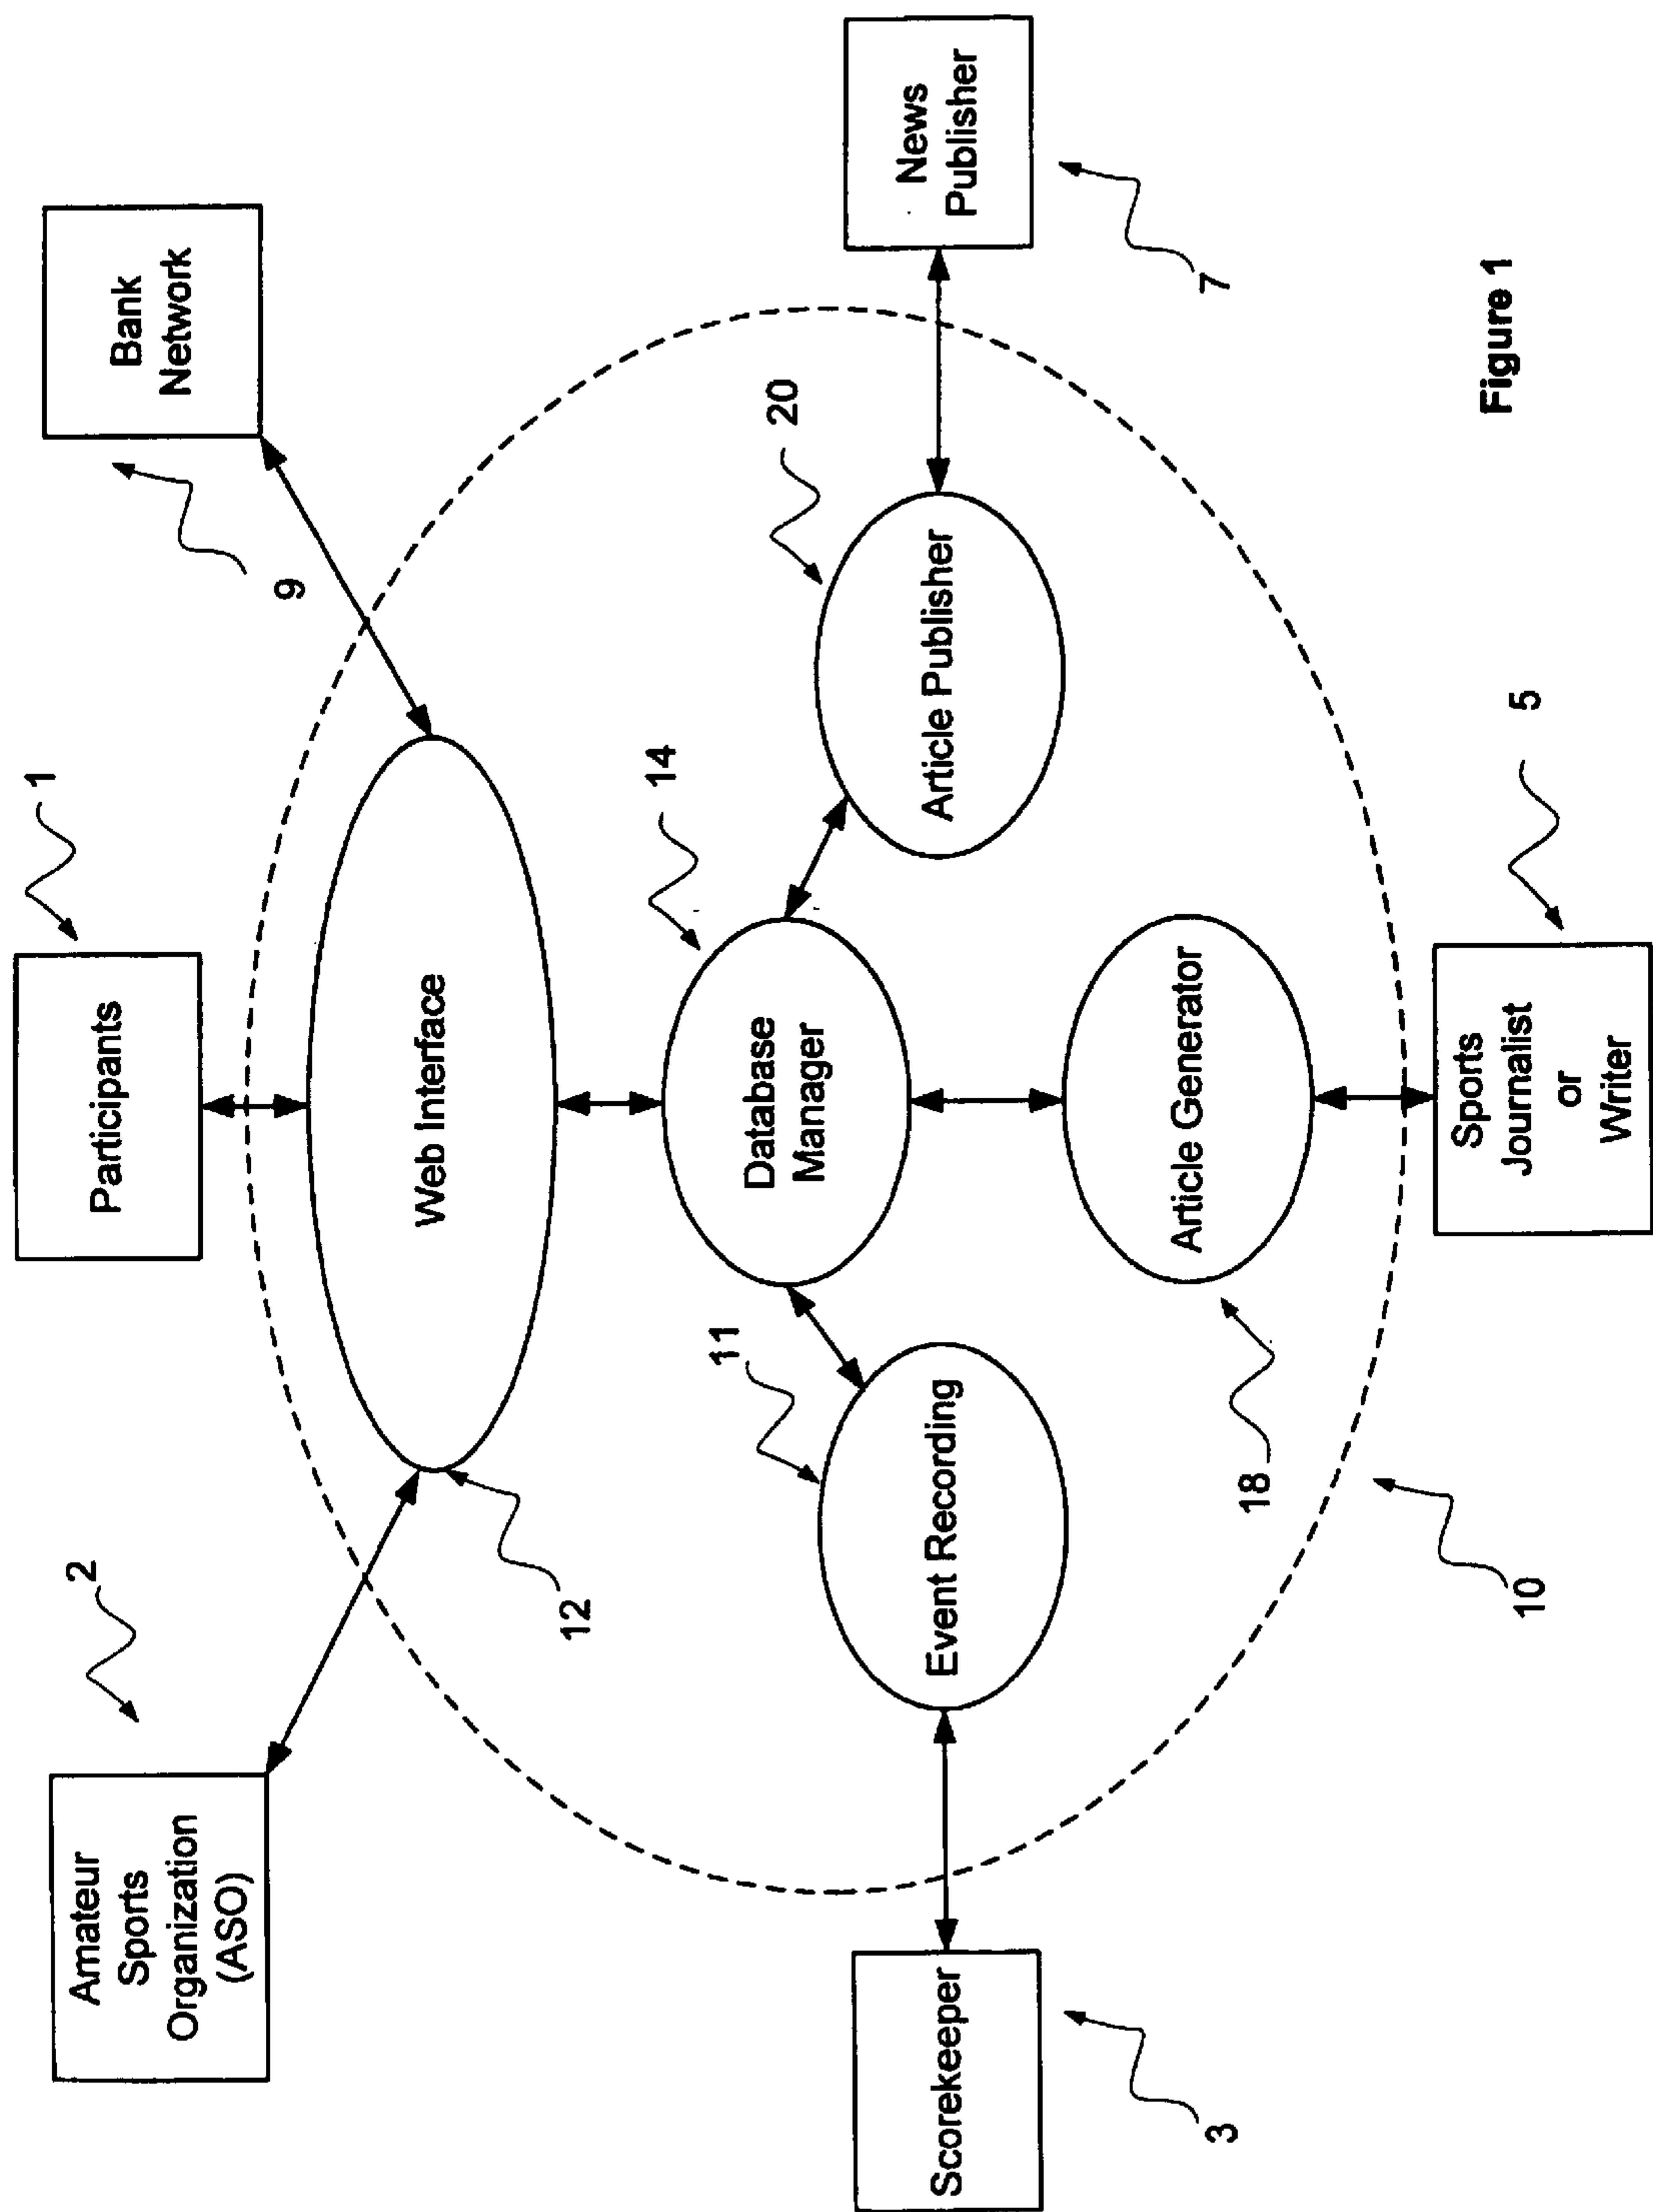 1
Participants
2
Amateur
Sports
Organization
(ASO)
Bank
Network
9
Web Interface
12
14
Database
Manager
11
Event Recording
20
Article Publisher
Scorekeeper
3
News
Publisher
7
Article Generator
18
10
Sports
Journalist
or
Writer
5
Figure 1